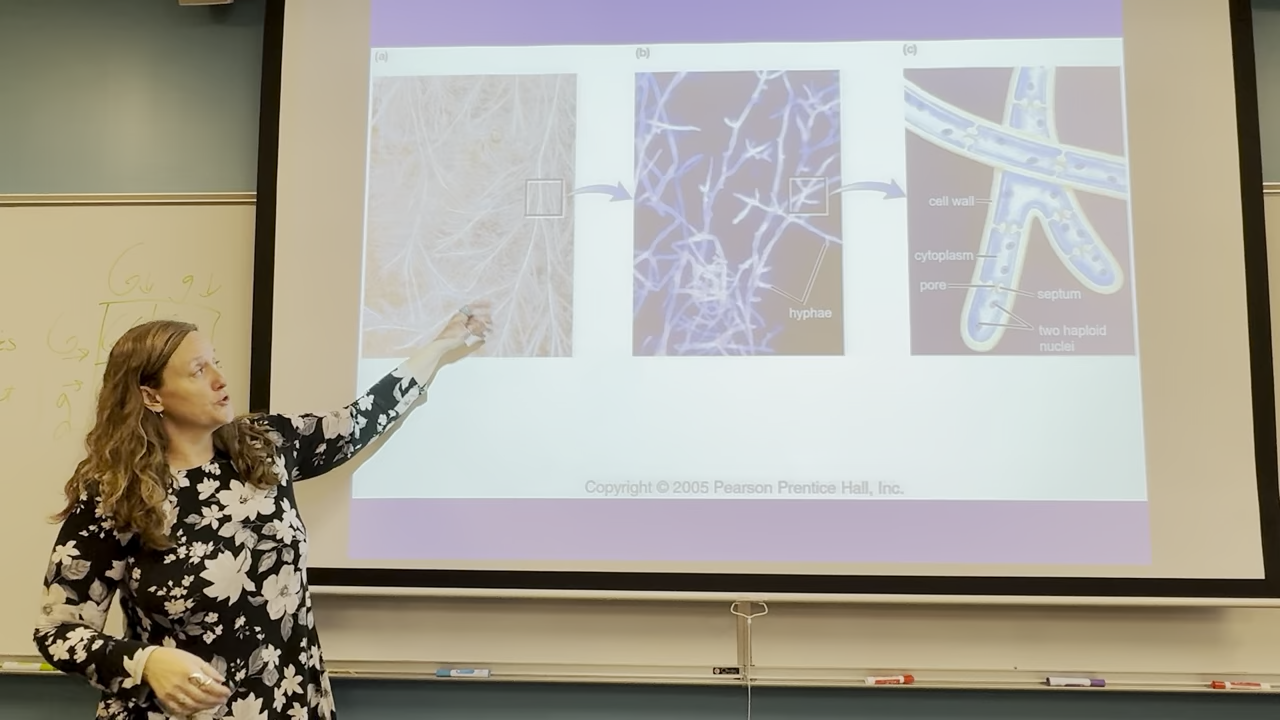 (a)
(b)
(c)
cell wall
cytoplasm
pore
septum
hyphae
two haploid
nuclei
Copyright © 2005 Pearson Prentice Hall, Inc.